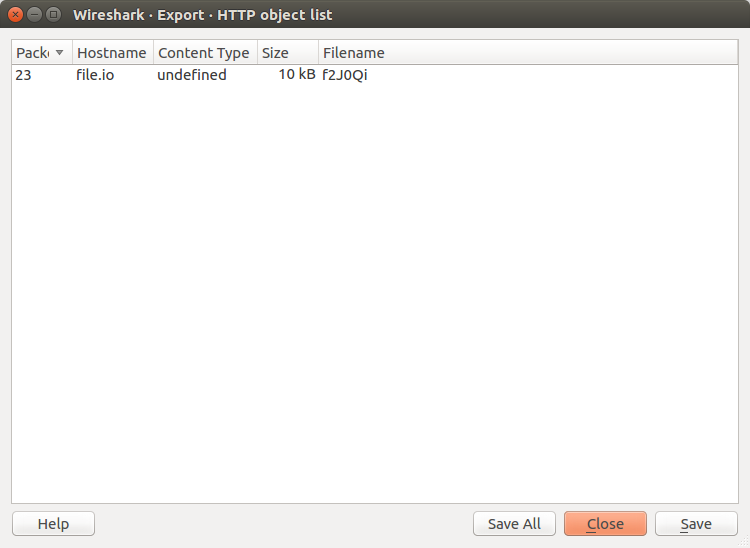 Wireshark · Export · HTTP object list
Packe Hostname Content Type Size Filename
23 file.io undefined 10 kB f2J0Qi
Help Save All Close Save